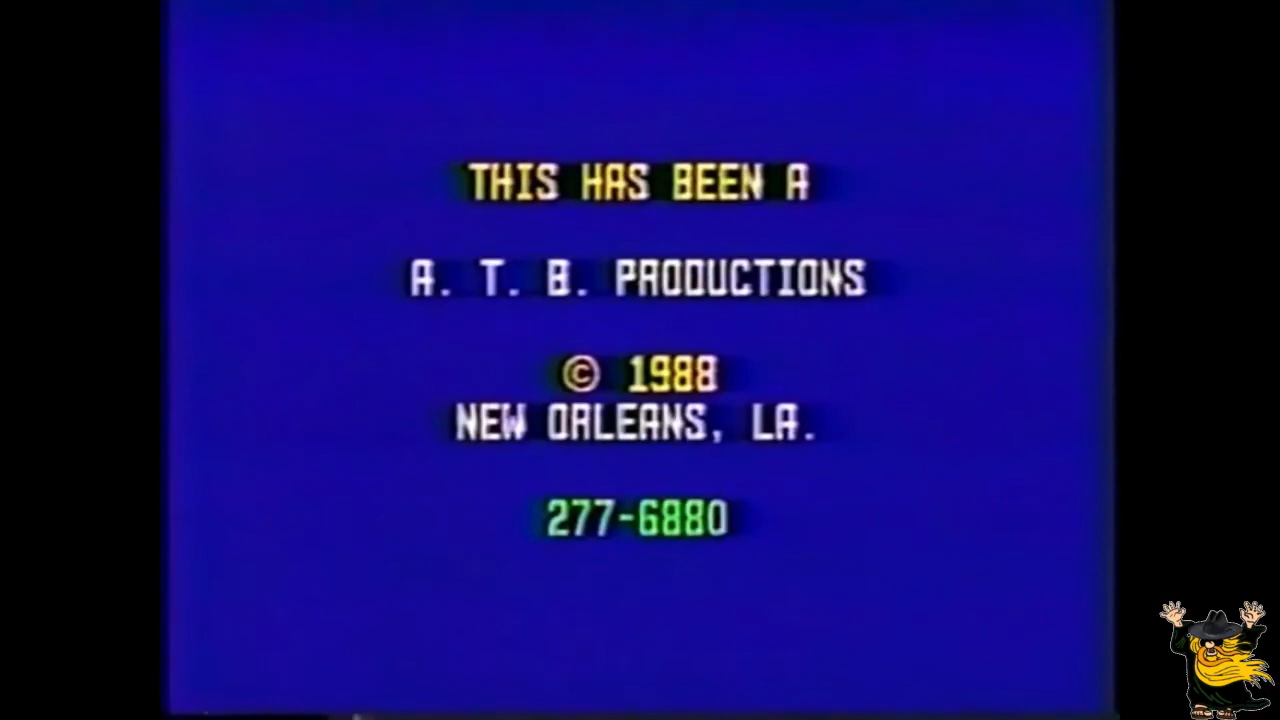 THIS HAS BEEN A
A. T. B. PRODUCTIONS
© 1988
NEW ORLEANS, LA.
277-6880